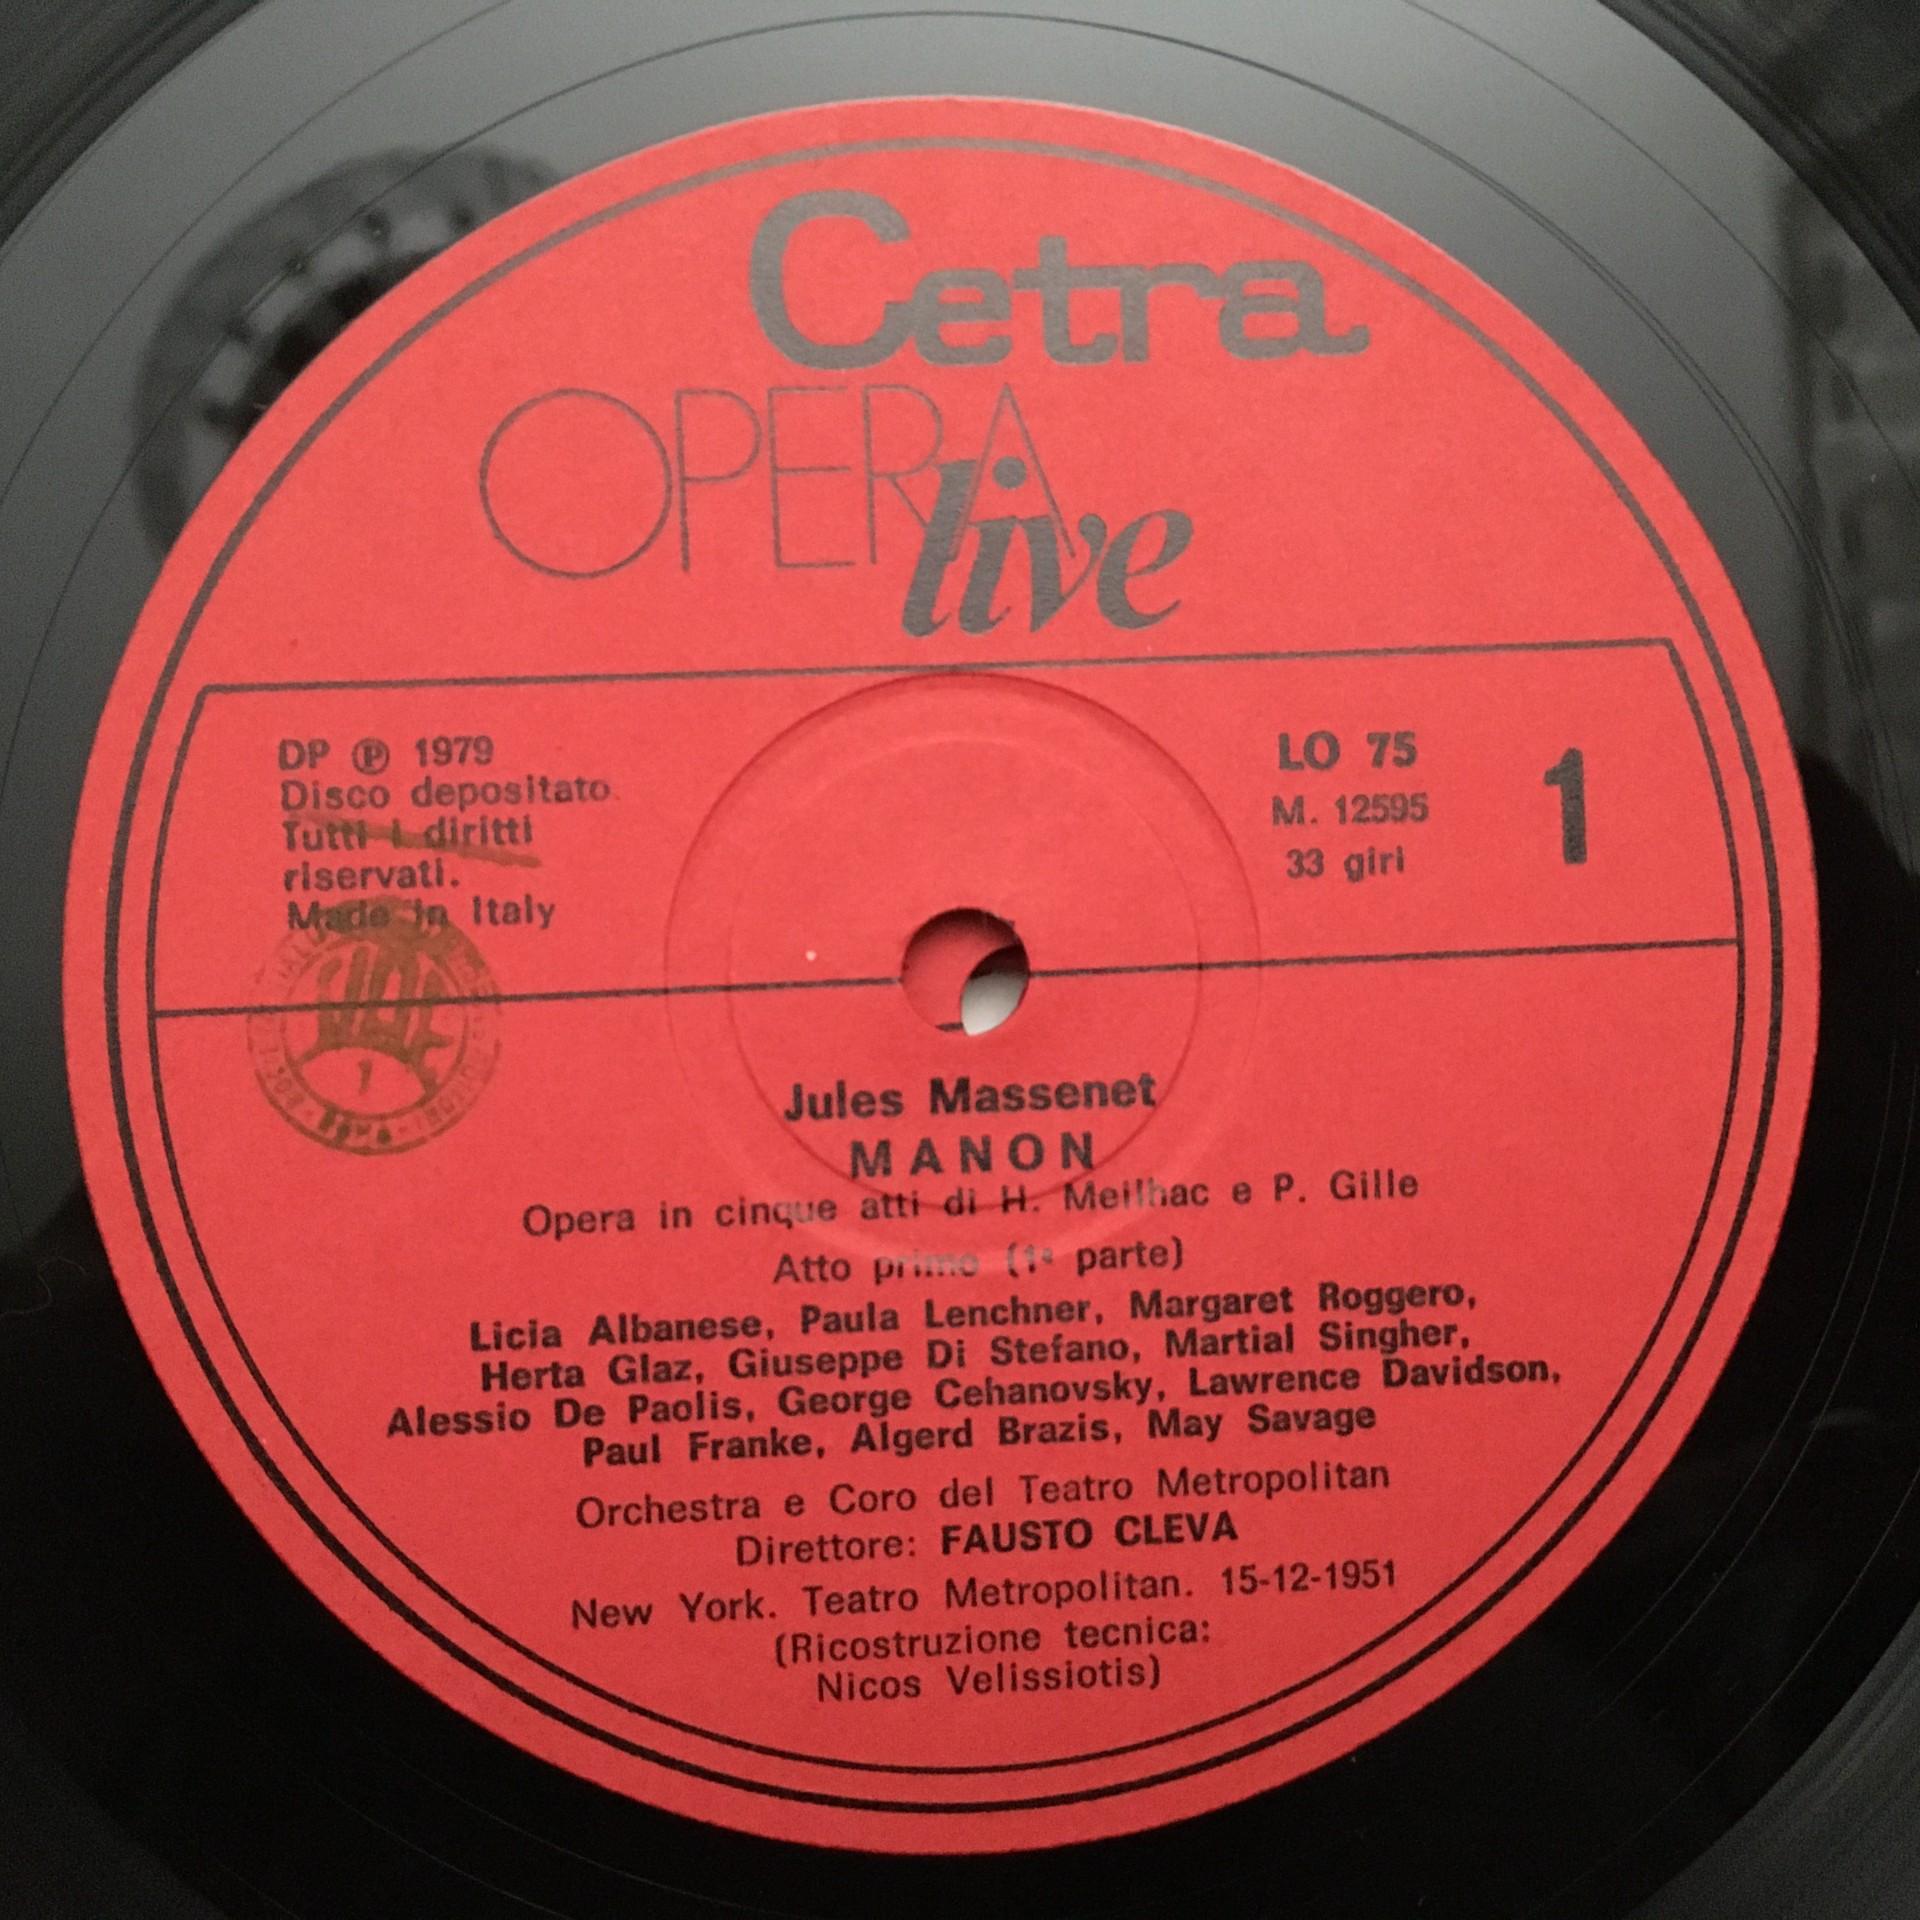 Cetra
OPERA
live
DP Ⓟ 1979
Disco depositato
Tutti i diritti
riservati.
Made in Italy
LO 75
M. 12595
33 giri
1
Jules Massenet
MANON
Opera in cinque atti di H. Meilhac e P. Gille
Atto primo (1ª parte)
Licia Albanese, Paula Lenchner, Margaret Roggero,
Herta Glaz, Giuseppe Di Stefano, Martial Singher,
Alessio De Paolis, George Cehanovsky, Lawrence Davidson,
Paul Franke, Algerd Brazis, May Savage
Orchestra e Coro del Teatro Metropolitan
Direttore: FAUSTO CLEVA
New York. Teatro Metropolitan. 15-12-1951
(Ricostruzione tecnica:
Nicos Velissiotis)